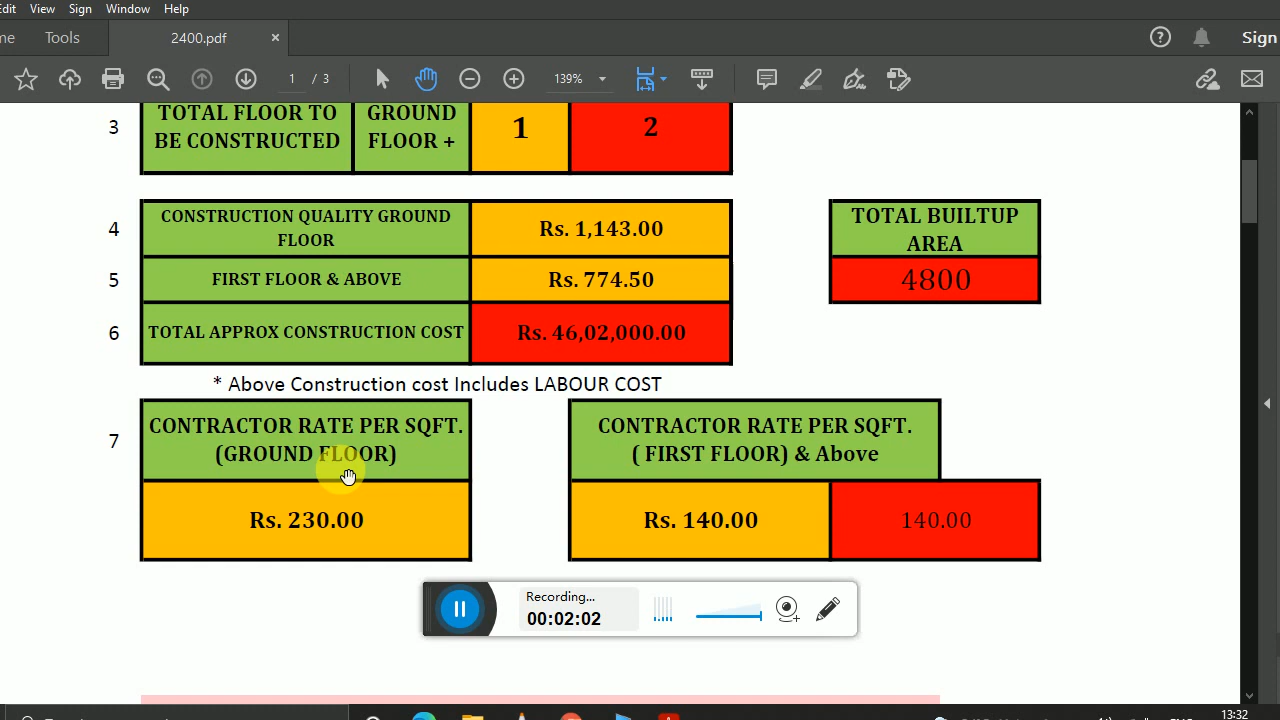 Edit View Sign Window Help
Tools 2400.pdf × ? Sign
1 / 3 139%
3 TOTAL FLOOR TO BE CONSTRUCTED GROUND FLOOR + 1 2
4 CONSTRUCTION QUALITY GROUND FLOOR Rs. 1,143.00 TOTAL BUILTUP AREA
5 FIRST FLOOR & ABOVE Rs. 774.50 4800
6 TOTAL APPROX CONSTRUCTION COST Rs. 46,02,000.00
* Above Construction cost Includes LABOUR COST
7 CONTRACTOR RATE PER SQFT. (GROUND FLOOR) CONTRACTOR RATE PER SQFT. ( FIRST FLOOR) & Above
Rs. 230.00 Rs. 140.00 140.00
Recording...
00:02:02
13:32